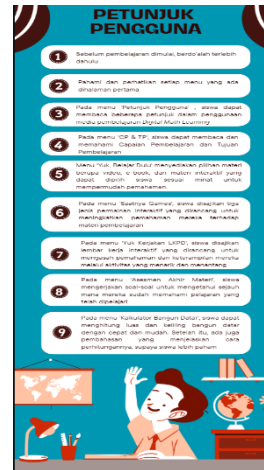 PETUNJUK
PENGGUNA
1
Sebelum pembelajaran dimulai, berdo'alah terlebih
dahulu
2
Pahami dan perhatikan setiap menu yang ada
dihalaman pertama
3
Pada menu 'Petunjuk Pengguna' , siswa dapat
membaca beberapa petunjuk dalam penggunaan
media pembelajaran Digital Math Learning
4
Pada menu 'CP & TP', siswa dapat membaca dan
memahami Capaian Pembelajaran dan Tujuan
Pembelajaran
5
Menu 'Yuk, Belajar Dulu' menyediakan pilihan materi
berupa video, e-book, dan materi interaktif yang
dapat dipilih siswa sesuai minat untuk
mempermudah pemahaman.
6
Pada menu 'Saatnya Games', siswa disajikan tiga
jenis permainan interaktif yang dirancang untuk
meningkatkan pemahaman mereka terhadap
materi pembelajaran
7
Pada menu 'Yuk Kerjakan LKPD', siswa disajikan
lembar kerja interaktif yang dirancang untuk
mengasah pemahaman dan keterampilan mereka
melalui aktivitas yang menarik dan menantang
8
Pada menu 'Asesmen Akhir Materi', siswa
mengerjakan soal-soal untuk mengetahui sejauh
mana mereka sudah memahami pelajaran yang
telah dipelajari
9
Pada menu 'Kalkulator Bangun Datar', siswa dapat
menghitung luas dan keliling bangun datar
dengan cepat dan mudah. Setelah itu, ada juga
pembahasan yang menjelaskan cara
perhitungannya, supaya siswa lebih paham